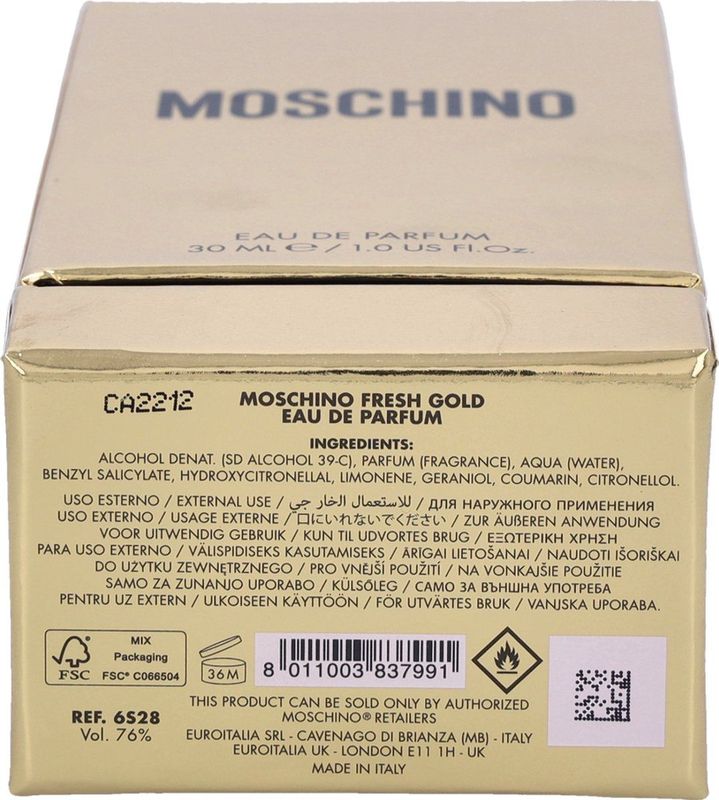 MOSCHINO
EAU DE PARFUM
30 ML ℮ / 1.0 US Fl.Oz.
CA2212
MOSCHINO FRESH GOLD
EAU DE PARFUM
INGREDIENTS:
ALCOHOL DENAT. (SD ALCOHOL 39-C), PARFUM (FRAGRANCE), AQUA (WATER),
BENZYL SALICYLATE, HYDROXYCITRONELLAL, LIMONENE, GERANIOL, COUMARIN, CITRONELLOL.
USO ESTERNO / EXTERNAL USE / للاستعمال الخار جي / ДЛЯ НАРУЖНОГО ПРИМЕНЕНИЯ
USO EXTERNO / USAGE EXTERNE / 口にいれないでください / ZUR ÄUßEREN ANWENDUNG
VOOR UITWENDIG GEBRUIK / KUN TIL UDVORTES BRUG / ΕΞΩΤΕΡΙΚΗ ΧΡΗΣΗ
PARA USO EXTERNO / VÄLISPIDISEKS KASUTAMISEKS / ĀRĪGAI LIETOŠANAI / NAUDOTI IŠORIŠKAI
DO UŻYTKU ZEWNĘTRZNEGO / PRO VNĚJŠÍ POUŽITÍ / NA VONKAJŠIE POUŽITIE
SAMO ZA ZUNANJO UPORABO / KÜLSŐLEG / САМО ЗА ВЪНШНА УПОТРЕБА
PENTRU UZ EXTERN / ULKOISEEN KÄYTTÖÖN / FÖR UTVÄRTES BRUK / VANJSKA UPORABA.
FSC
MIX
Packaging
FSC® C066504
36M
8 011003 837991
REF. 6S28
Vol. 76%
THIS PRODUCT CAN BE SOLD ONLY BY AUTHORIZED
MOSCHINO® RETAILERS
EUROITALIA SRL - CAVENAGO DI BRIANZA (MB) - ITALY
EUROITALIA UK - LONDON E11 1H - UK
MADE IN ITALY